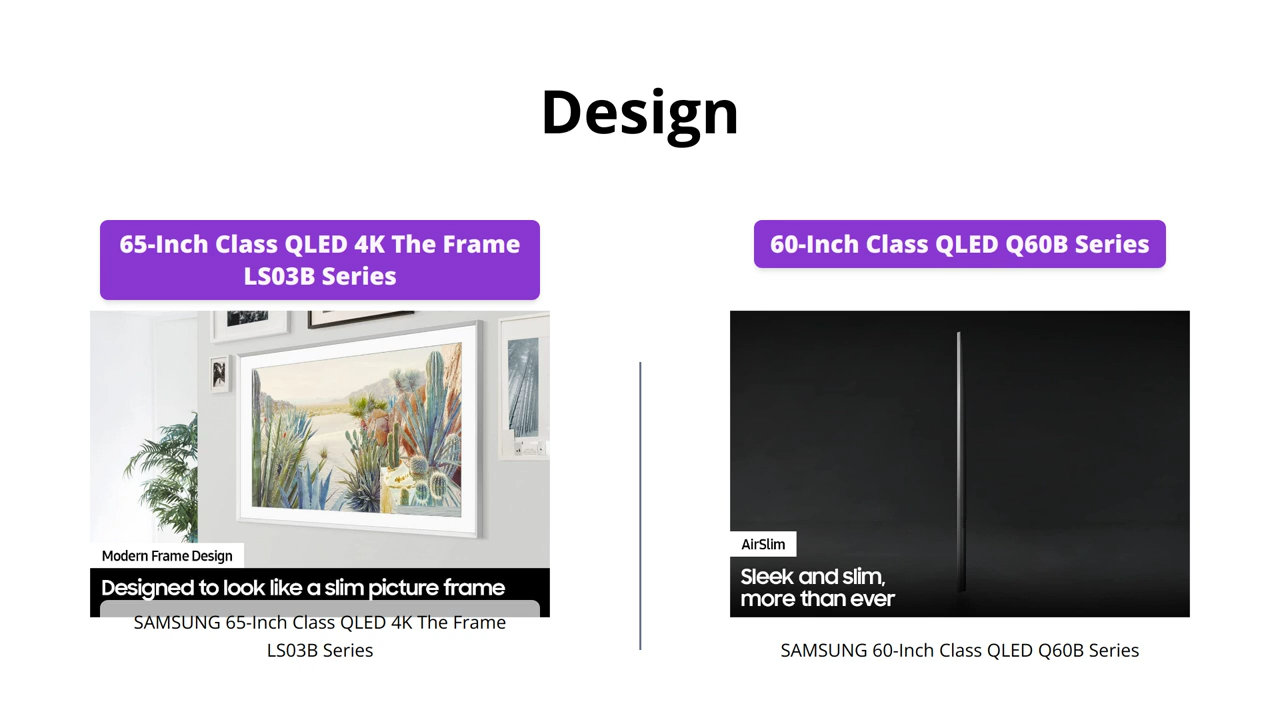 Design
65-Inch Class QLED 4K The Frame
LS03B Series
Modern Frame Design
Designed to look like a slim picture frame
SAMSUNG 65-Inch Class QLED 4K The Frame
LS03B Series
60-Inch Class QLED Q60B Series
AirSlim
Sleek and slim,
more than ever
SAMSUNG 60-Inch Class QLED Q60B Series